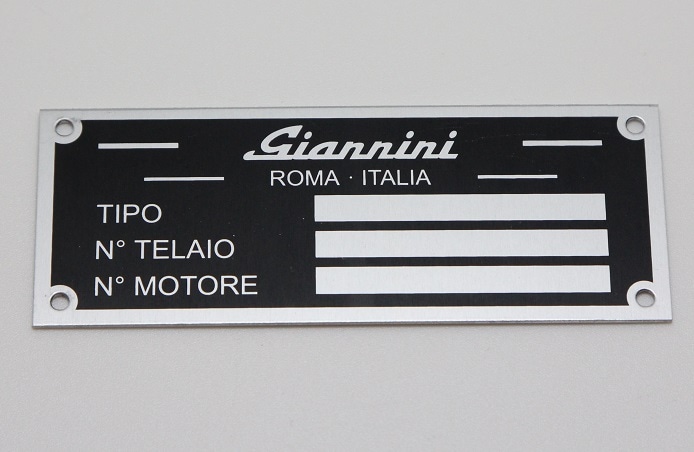 Giannini
ROMA · ITALIA
TIPO
N° TELAIO
N° MOTORE